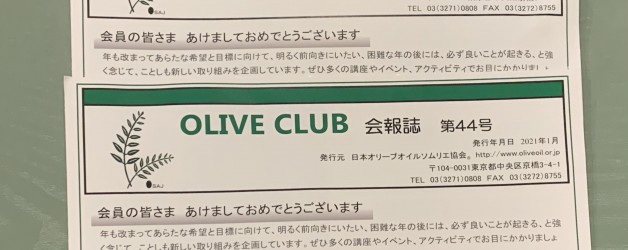 OSAJ
TEL 03(3271)0808 FAX 03(3272)8755
会員の皆さま あけましておめでとうございます
年も改まってあらたな希望と目標に向けて、明るく前向きにいたい、困難な年の後には、必ず良いことが起きる、と強
く念じて、ことしも新しい取り組みを企画しています。ぜひ多くの講座やイベント、アクティビティでお目にかかりましょ
OLIVE CLUB 会報誌 第44号
発行年月日 2021年1月
発行元 日本オリーブオイルソムリエ協会。 http://www.oliveoil.or.jp
〒104-0031東京都中央区京橋3-4-1
TEL 03(3271)0808 FAX 03(3272)8755
OSAJ
会員の皆さま あけましておめでとうございます
年も改まってあらたな希望と目標に向けて、明るく前向きにいたい、困難な年の後には、必ず良いことが起きる、と強
く念じて、ことしも新しい取り組みを企画しています。ぜひ多くの講座やイベント、アクティビティでお目にかかりましょ